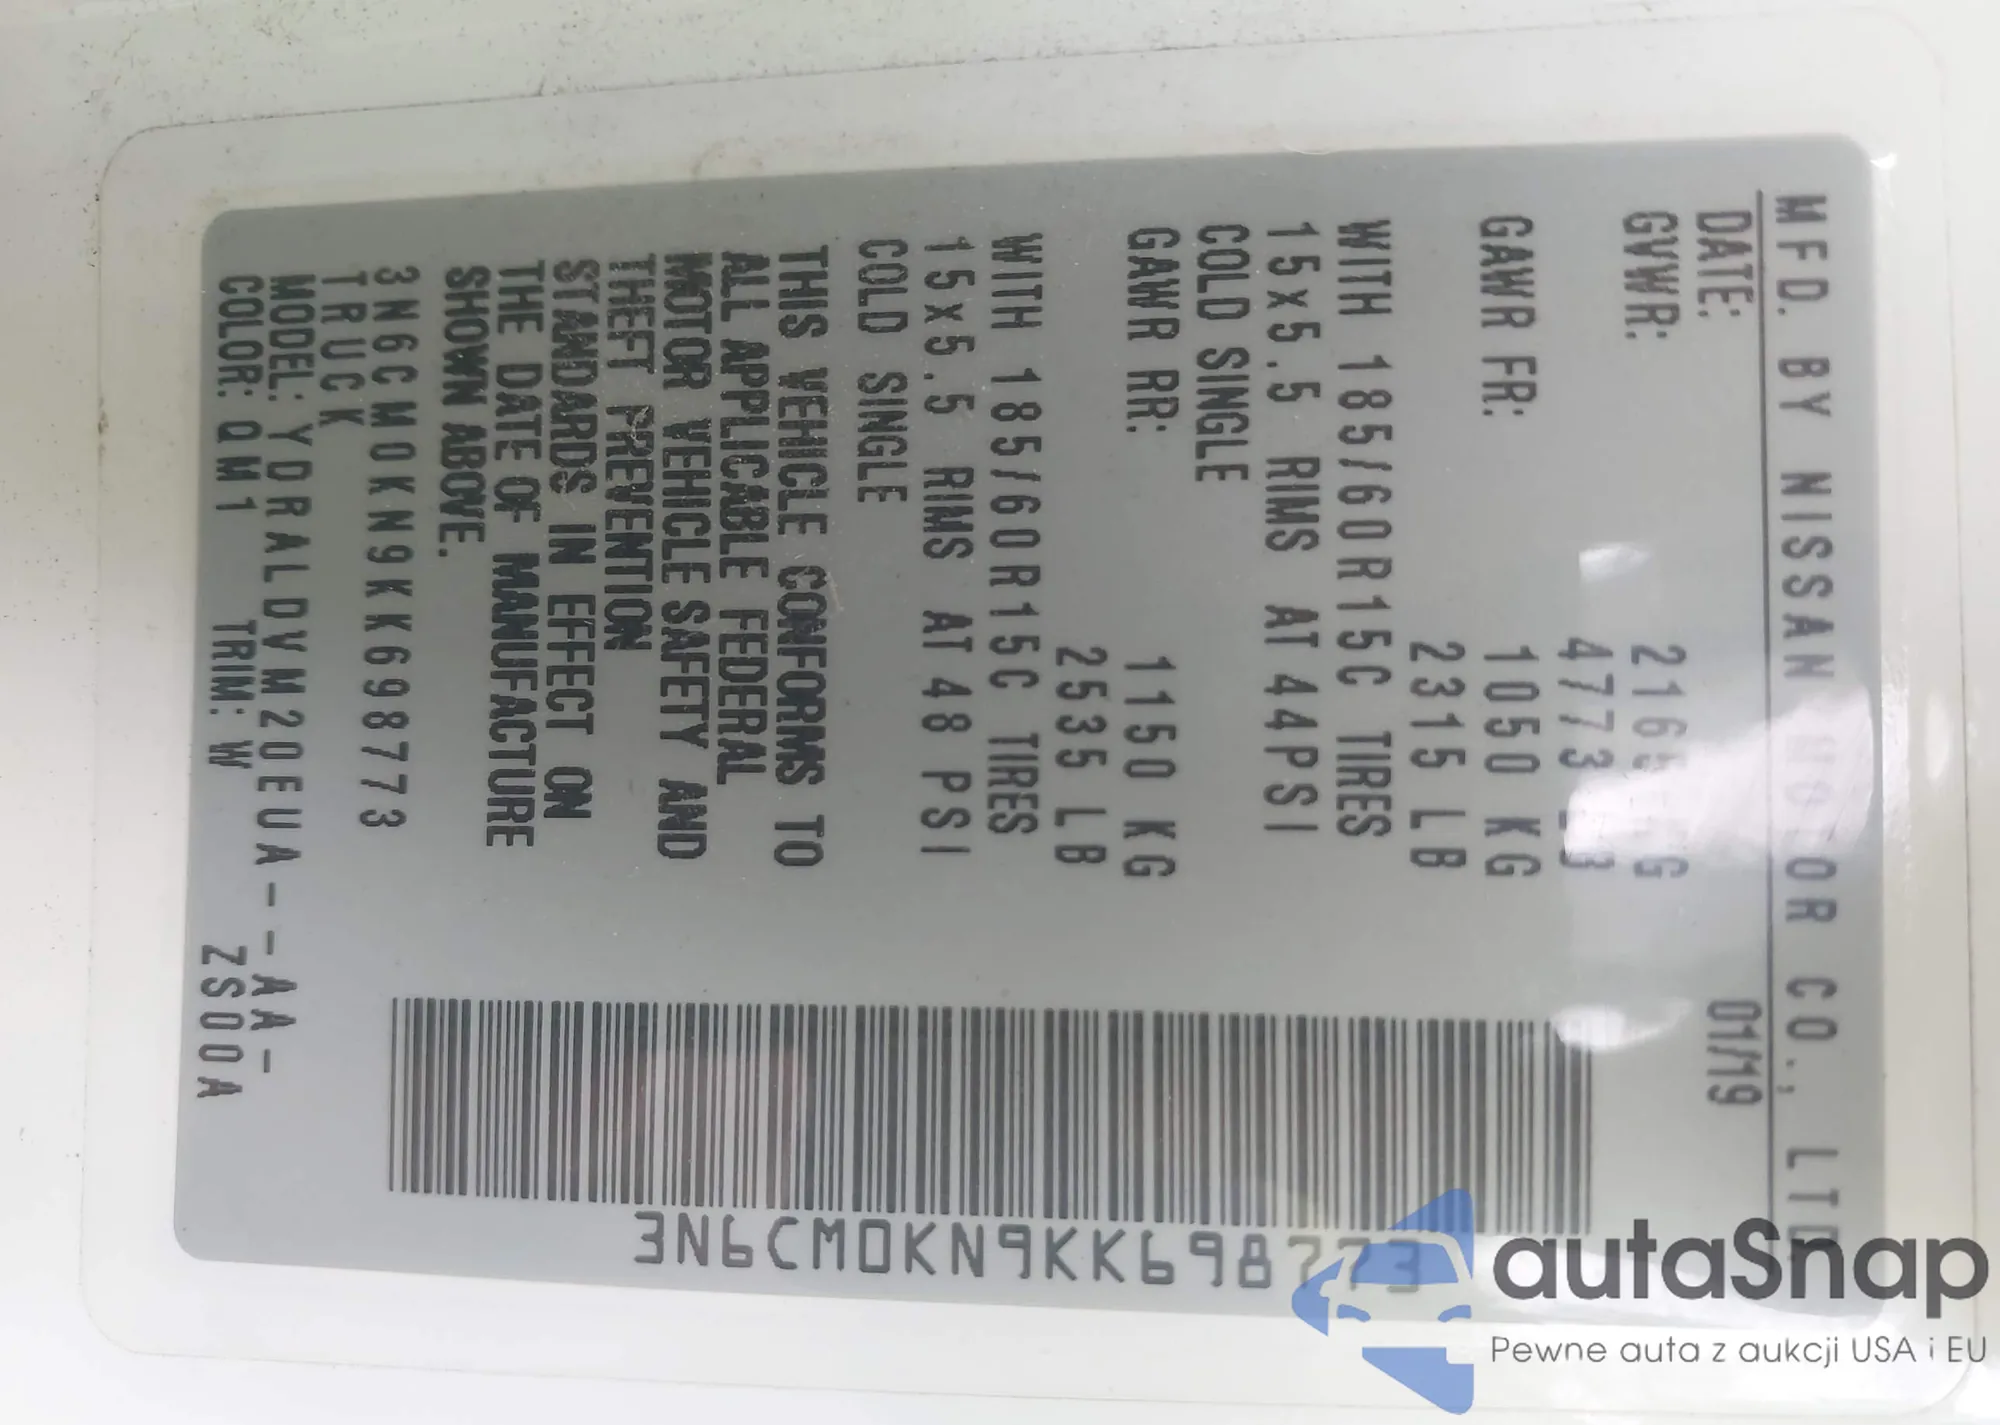 MFD. BY NISSAN MOTOR CO., LTD
DATE: 01/19
GVWR: 2165 KG
4773 LB
GAWR FR: 1050 KG
2315 LB
WITH 185/60R15C TIRES
15x5.5 RIMS AT 44PSI
COLD SINGLE
GAWR RR: 1150 KG
2535 LB
WITH 185/60R15C TIRES
15x5.5 RIMS AT 48 PSI
COLD SINGLE
THIS VEHICLE CONFORMS TO
ALL APPLICABLE FEDERAL
MOTOR VEHICLE SAFETY AND
THEFT PREVENTION
STANDARDS IN EFFECT ON
THE DATE OF MANUFACTURE
SHOWN ABOVE.
3N6CM0KN9KK698773
TRUCK
MODEL: YDRALDVM20EUA---AA-
COLOR: QM1 TRIM: W ZS00A
3N6CM0KN9KK698773
autaSnap
Pewne auta z aukcji USA i EU